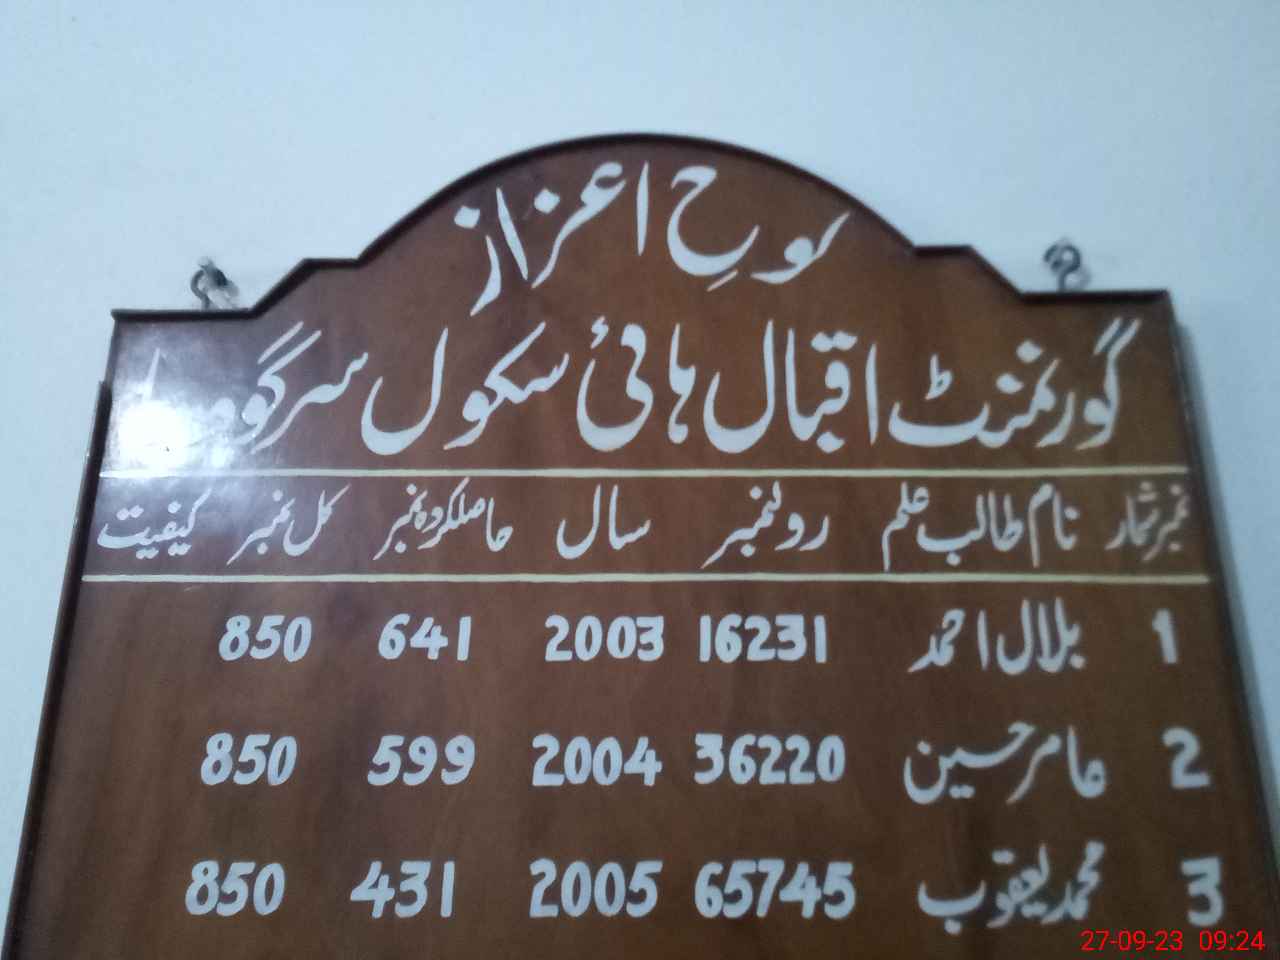 لوح اعزاز
گورنمنٹ اقبال ہائی سکول سرگودہا
نمبر شمار نام طالب علم رولنمبر سال حاصلکردہ نمبر کل نمبر کیفیت
1 بلال احمد 16231 2003 641 850
2 عامر حسین 36220 2004 599 850
3 محمد یعقوب 65745 2005 431 850
27-09-23 09:24